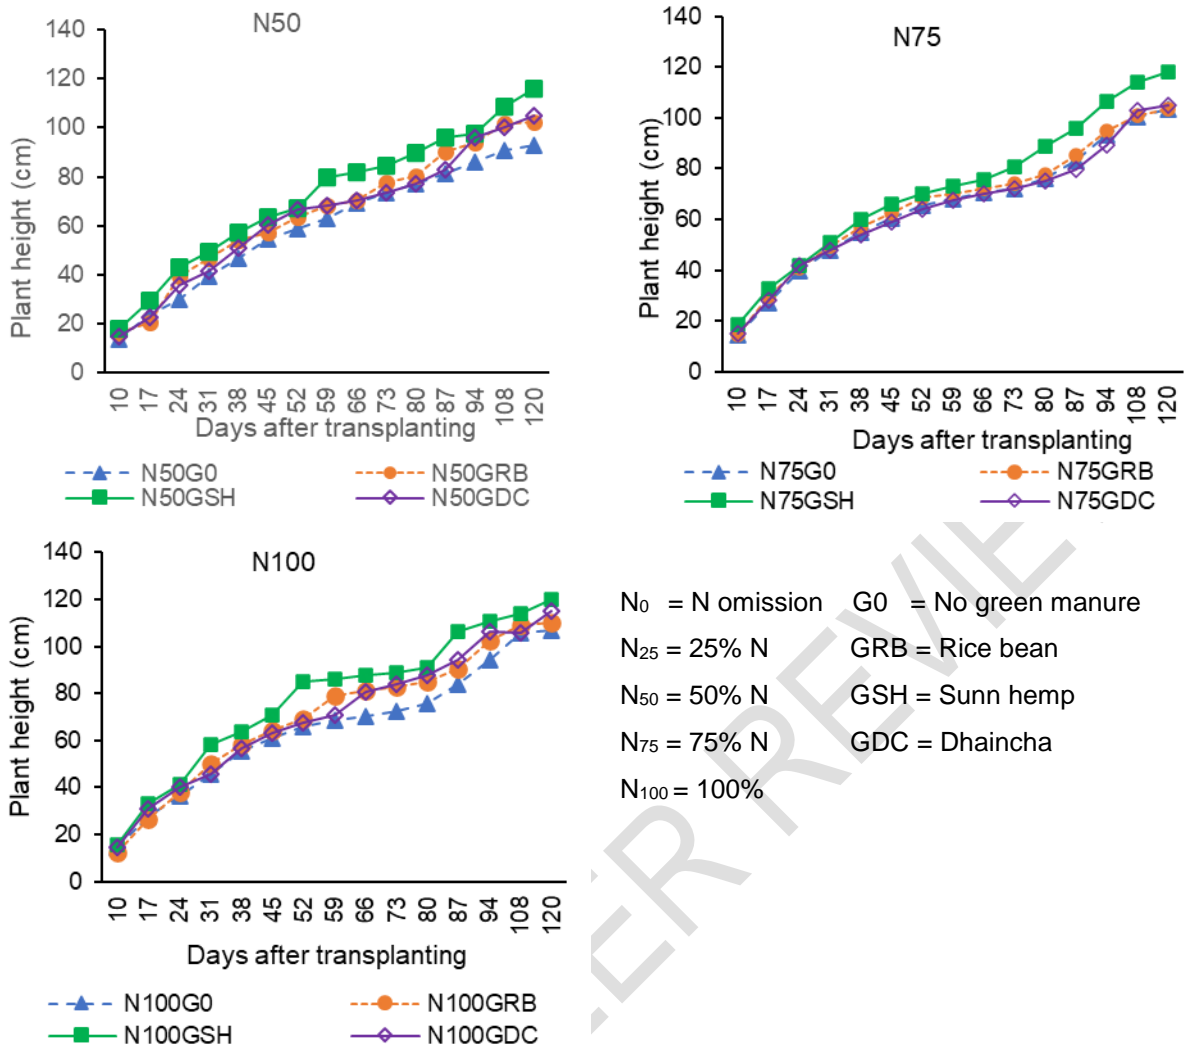 N50
Plant height (cm)
140
120
100
80
60
40
20
0
10 17 24 31 38 45 52 59 66 73 80 87 94 108 120
Days after transplanting
N50G0 N50GRB
N50GSH N50GDC
N75
Plant height (cm)
140
120
100
80
60
40
20
0
10 17 24 31 38 45 52 59 66 73 80 87 94 108 120
Days after transplanting
N75G0 N75GRB
N75GSH N75GDC
N100
Plant height (cm)
140
120
100
80
60
40
20
0
10 17 24 31 38 45 52 59 66 73 80 87 94 108 120
Days after transplanting
N100G0 N100GRB
N100GSH N100GDC
N0 = N omission G0 = No green manure
N25 = 25% N GRB = Rice bean
N50 = 50% N GSH = Sunn hemp
N75 = 75% N GDC = Dhaincha
N100 = 100%
ER REVIE